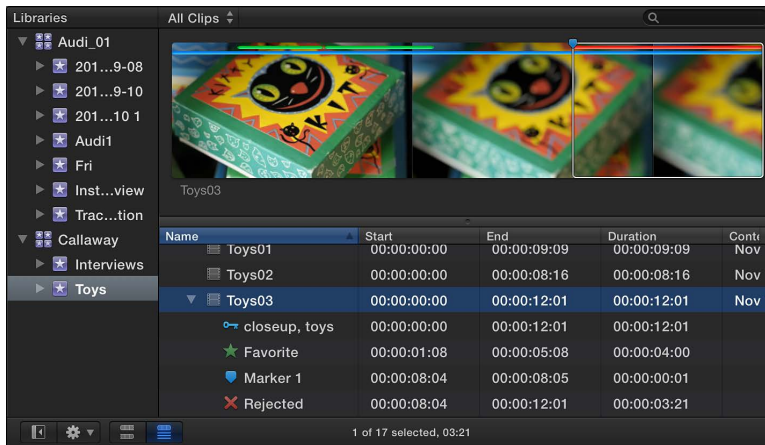 Libraries
All Clips
Audi_01
201...9-08
201...9-10
201...10 1
Audi1
Fri
Inst...view
Trac...tion
Callaway
Interviews
Toys
KITTY
KIT
KIT
Toys03
Name Start End Duration Conte
Toys01 00:00:00:00 00:00:09:09 00:00:09:09 Nov
Toys02 00:00:00:00 00:00:08:16 00:00:08:16 Nov
Toys03 00:00:00:00 00:00:12:01 00:00:12:01 Nov
closeup, toys 00:00:00:00 00:00:12:01 00:00:12:01
Favorite 00:00:01:08 00:00:05:08 00:00:04:00
Marker 1 00:00:08:04 00:00:08:05 00:00:00:01
Rejected 00:00:08:04 00:00:12:01 00:00:03:21
1 of 17 selected, 03:21